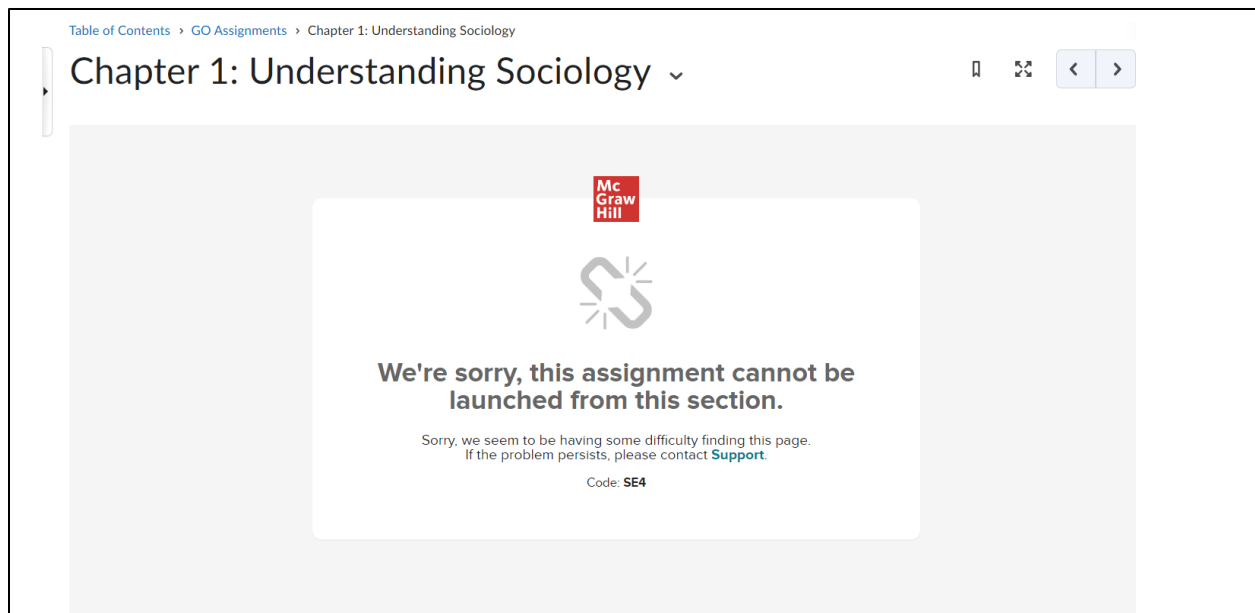 Table of Contents › GO Assignments › Chapter 1: Understanding Sociology
Chapter 1: Understanding Sociology
Mc
Graw
Hill
We're sorry, this assignment cannot be
launched from this section.
Sorry, we seem to be having some difficulty finding this page.
If the problem persists, please contact Support.
Code: SE4